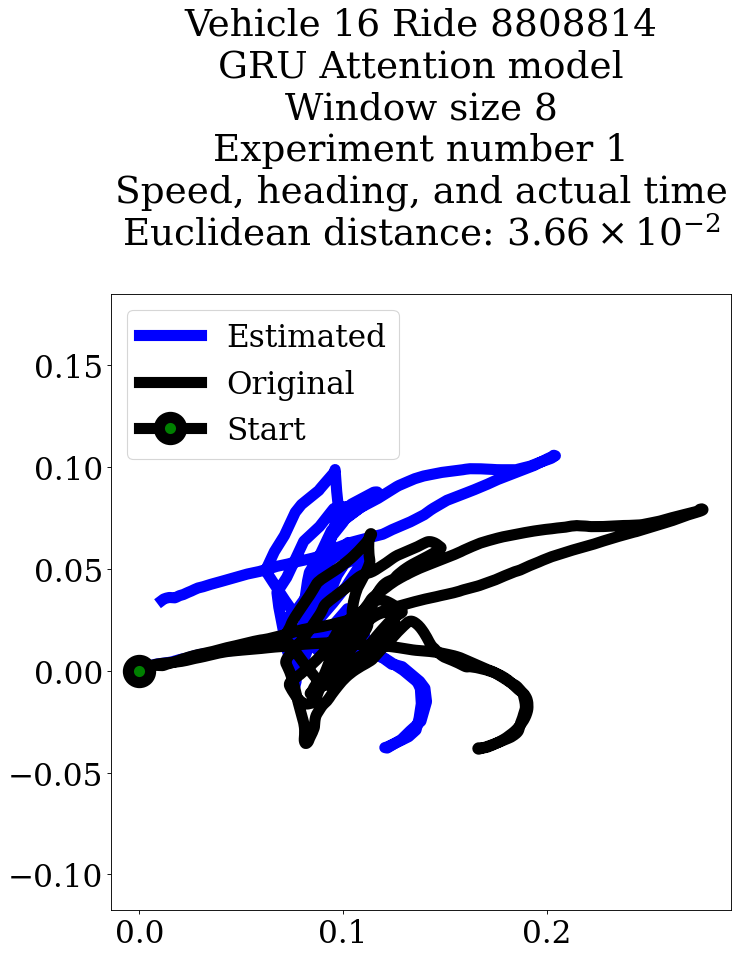 Vehicle 16 Ride 8808814
GRU Attention model
Window size 8
Experiment number 1
Speed, heading, and actual time
Euclidean distance: 3.66 × 10⁻²
Estimated
Original
Start
0.15
0.10
0.05
0.00
−0.05
−0.10
0.0 0.1 0.2